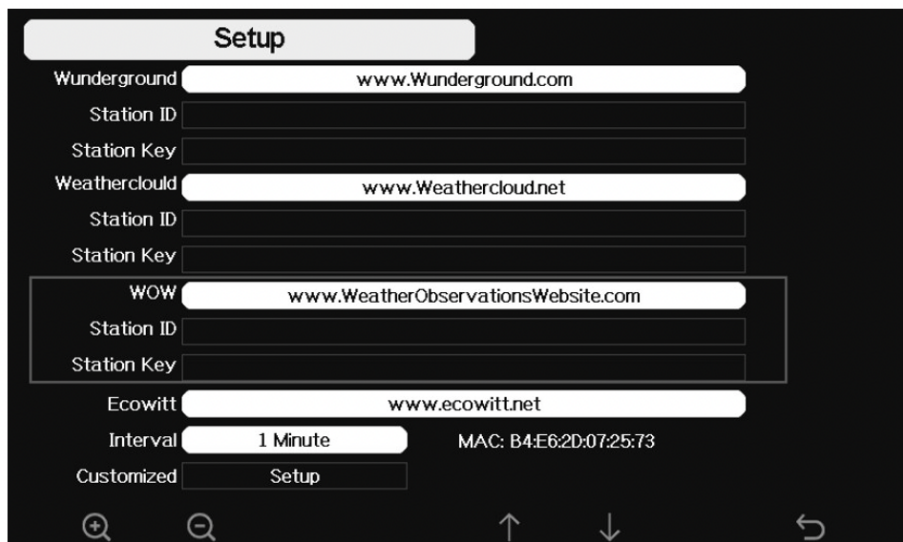 Setup
Wunderground www.Wunderground.com
Station ID
Station Key
Weatherclould www.Weathercloud.net
Station ID
Station Key
WOW www.WeatherObservationsWebsite.com
Station ID
Station Key
Ecowitt www.ecowitt.net
Interval 1 Minute MAC: B4:E6:2D:07:25:73
Customized Setup